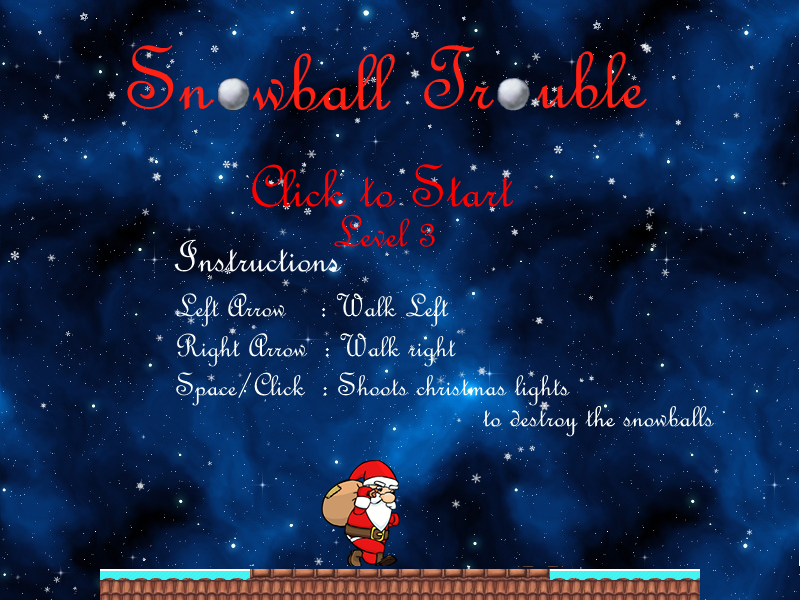 Snowball Trouble
Click to Start
Level 3
Instructions
Left Arrow : Walk Left
Right Arrow : Walk right
Space/Click : Shoots christmas lights
to destroy the snowballs